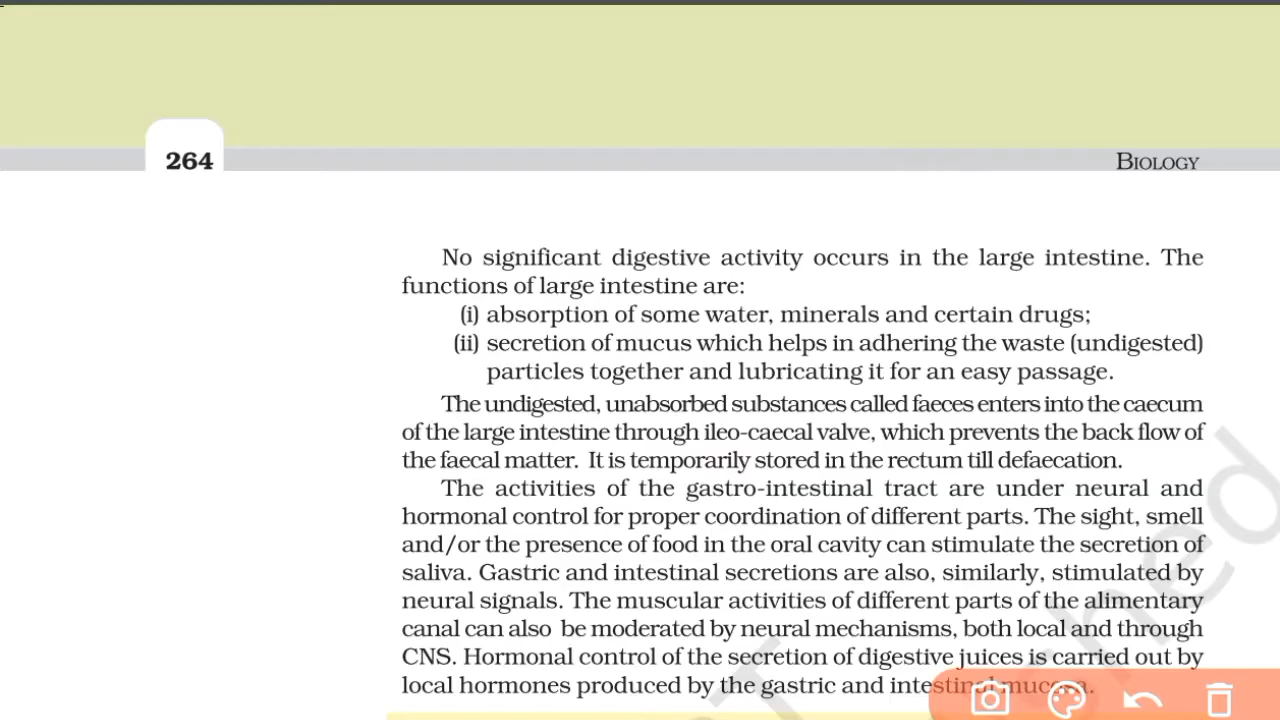 264
BIOLOGY
No significant digestive activity occurs in the large intestine. The
functions of large intestine are:
(i) absorption of some water, minerals and certain drugs;
(ii) secretion of mucus which helps in adhering the waste (undigested)
particles together and lubricating it for an easy passage.
The undigested, unabsorbed substances called faeces enters into the caecum
of the large intestine through ileo-caecal valve, which prevents the back flow of
the faecal matter. It is temporarily stored in the rectum till defaecation.
The activities of the gastro-intestinal tract are under neural and
hormonal control for proper coordination of different parts. The sight, smell
and/or the presence of food in the oral cavity can stimulate the secretion of
saliva. Gastric and intestinal secretions are also, similarly, stimulated by
neural signals. The muscular activities of different parts of the alimentary
canal can also be moderated by neural mechanisms, both local and through
CNS. Hormonal control of the secretion of digestive juices is carried out by
local hormones produced by the gastric and intestinal mucosa.